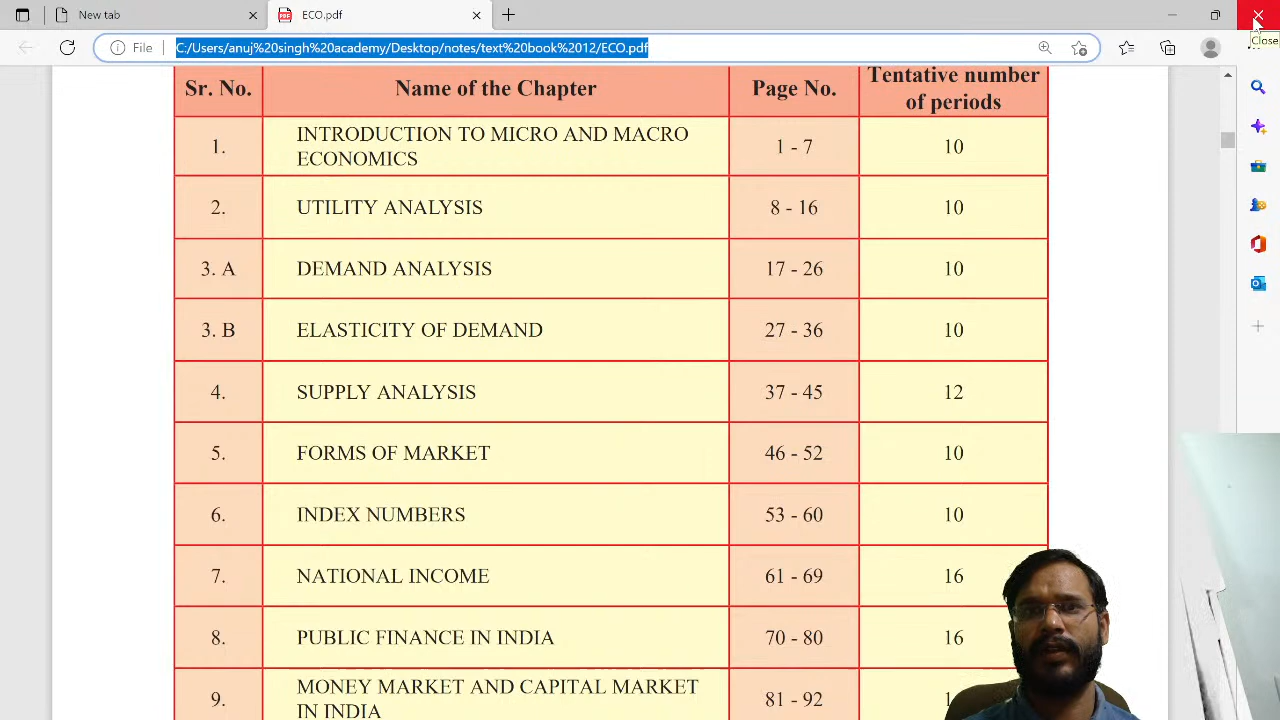 New tab
ECO.pdf
File
C:/Users/anuj%20singh%20academy/Desktop/notes/text%20book%2012/ECO.pdf
Close
Sr. No. Name of the Chapter Page No. Tentative number of periods
1. INTRODUCTION TO MICRO AND MACRO
ECONOMICS 1 - 7 10
2. UTILITY ANALYSIS 8 - 16 10
3. A DEMAND ANALYSIS 17 - 26 10
3. B ELASTICITY OF DEMAND 27 - 36 10
4. SUPPLY ANALYSIS 37 - 45 12
5. FORMS OF MARKET 46 - 52 10
6. INDEX NUMBERS 53 - 60 10
7. NATIONAL INCOME 61 - 69 16
8. PUBLIC FINANCE IN INDIA 70 - 80 16
9. MONEY MARKET AND CAPITAL MARKET
IN INDIA 81 - 92